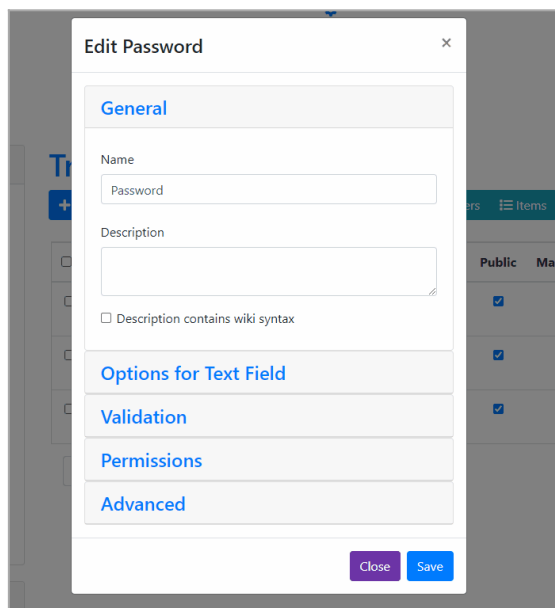 Edit Password
×
General
Tr
Name
Password
Items
Description
Public
Description contains wiki syntax
Options for Text Field
Validation
Permissions
Advanced
Close Save